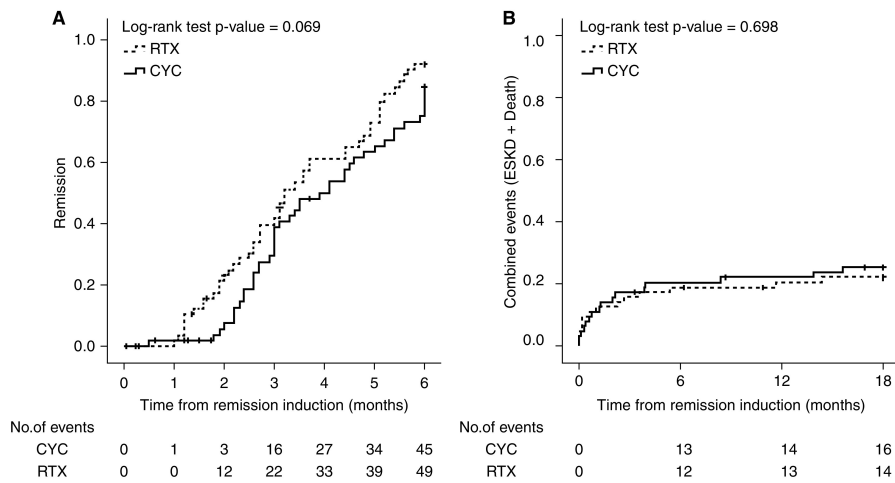 A
Log-rank test p-value = 0.069
RTX
CYC
1.0
0.8
0.6
0.4
0.2
0.0
Remission
0 1 2 3 4 5 6
Time from remission induction (months)
No.of events
CYC 0 1 3 16 27 34 45
RTX 0 0 12 22 33 39 49
B
Log-rank test p-value = 0.698
RTX
CYC
1.0
0.8
0.6
0.4
0.2
0.0
Combined events (ESKD + Death)
0 6 12 18
Time from remission induction (months)
No.of events
CYC 0 13 14 16
RTX 0 12 13 14